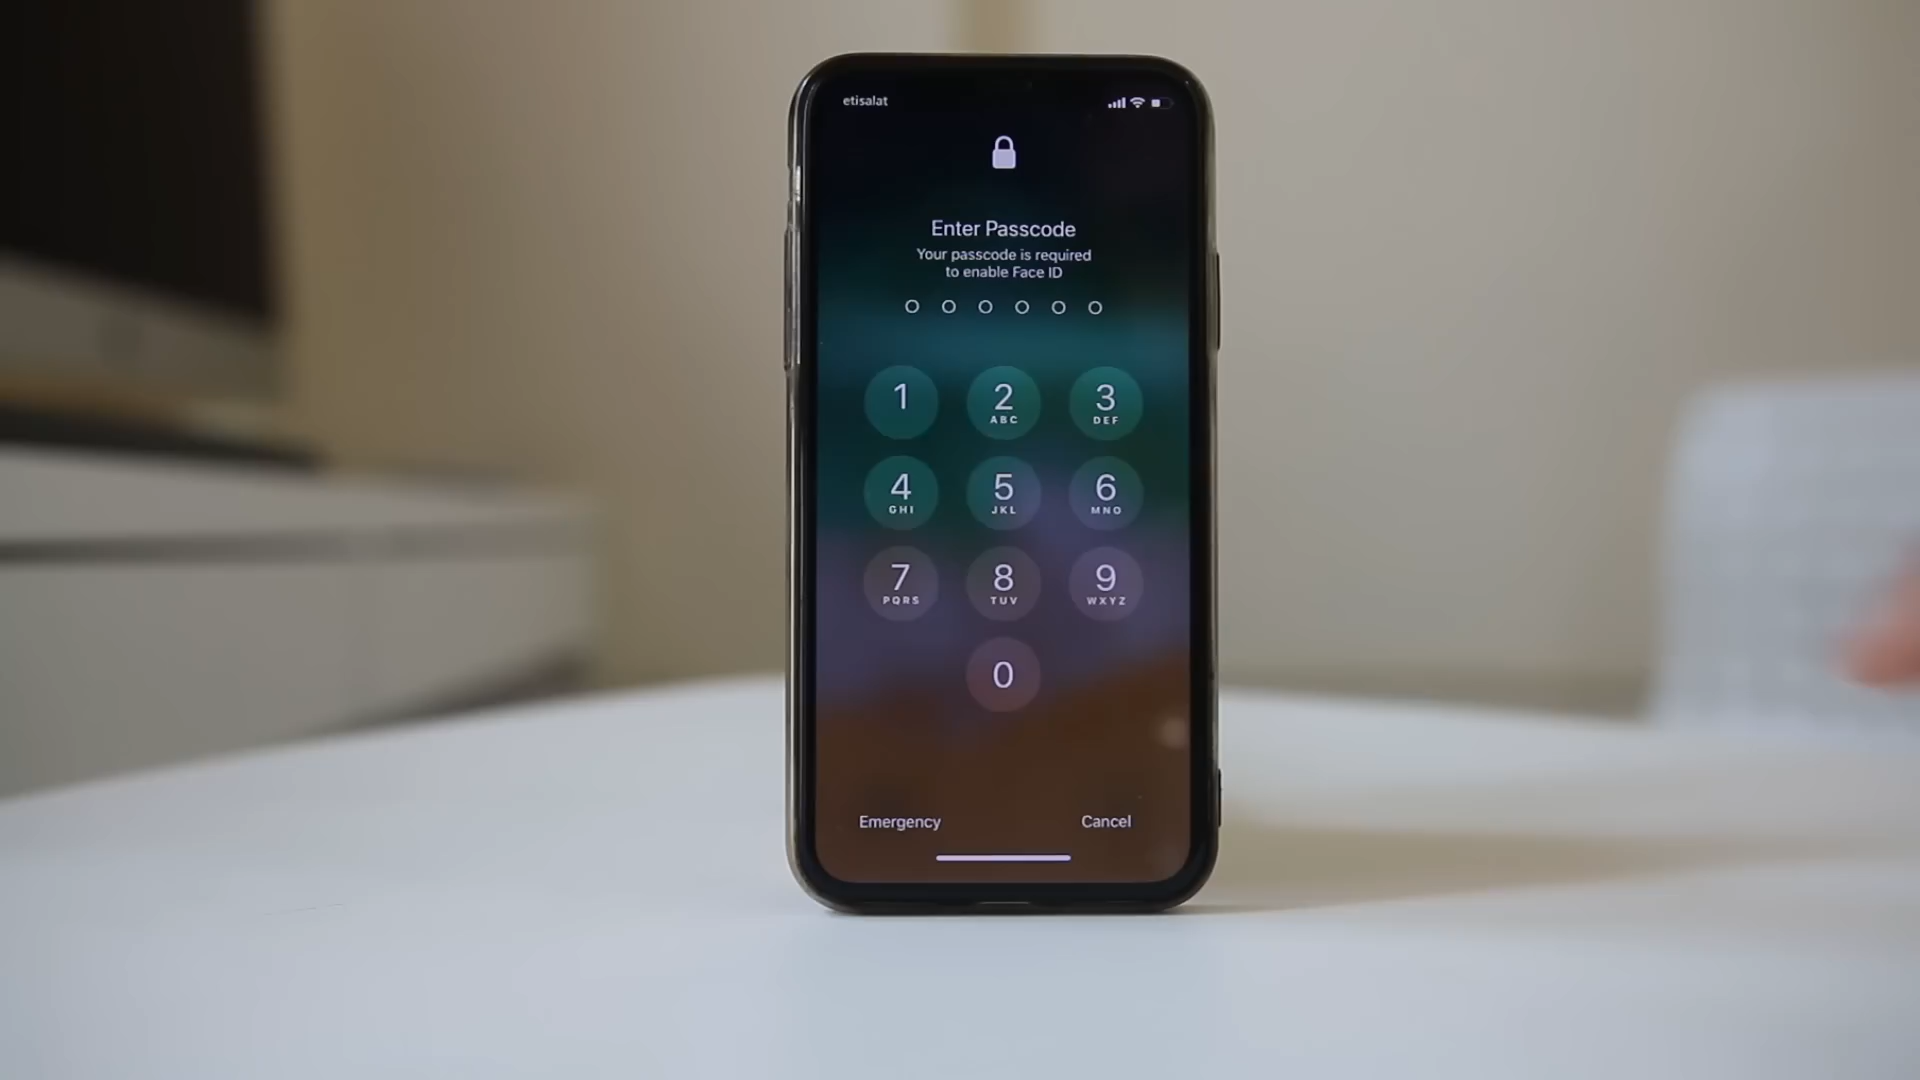 etisalat
Enter Passcode
Your passcode is required
to enable Face ID
1 2 3
ABC DEF
4 5 6
GHI JKL MNO
7 8 9
PQRS TUV WXYZ
0
Emergency Cancel